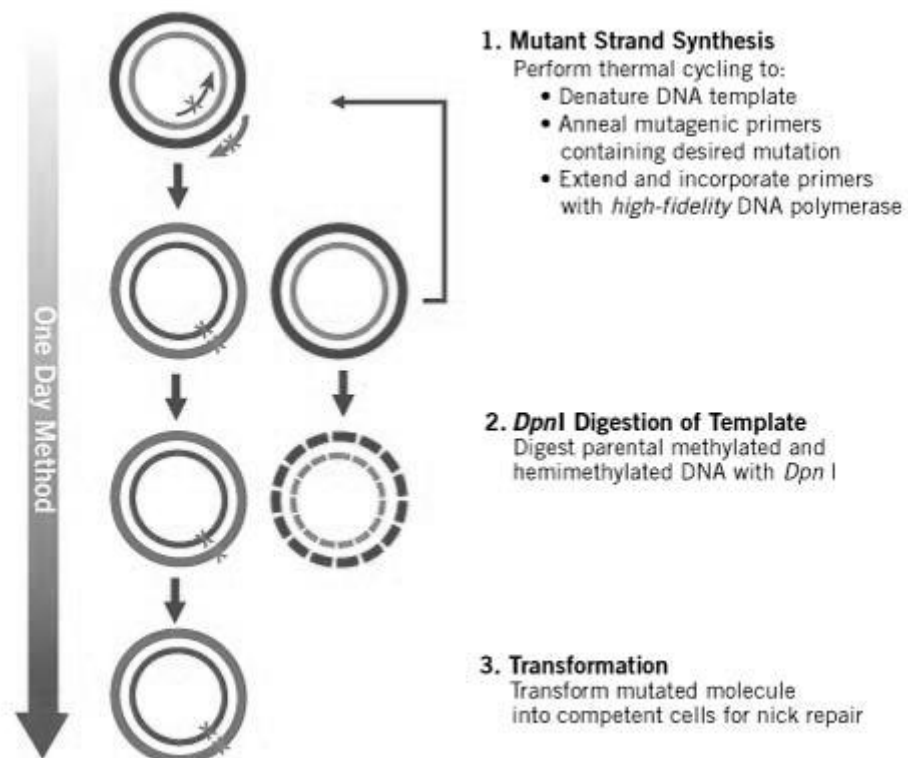 One Day Method
1. Mutant Strand Synthesis
Perform thermal cycling to:
• Denature DNA template
• Anneal mutagenic primers
containing desired mutation
• Extend and incorporate primers
with high-fidelity DNA polymerase
2. DpnI Digestion of Template
Digest parental methylated and
hemimethylated DNA with Dpn I
3. Transformation
Transform mutated molecule
into competent cells for nick repair